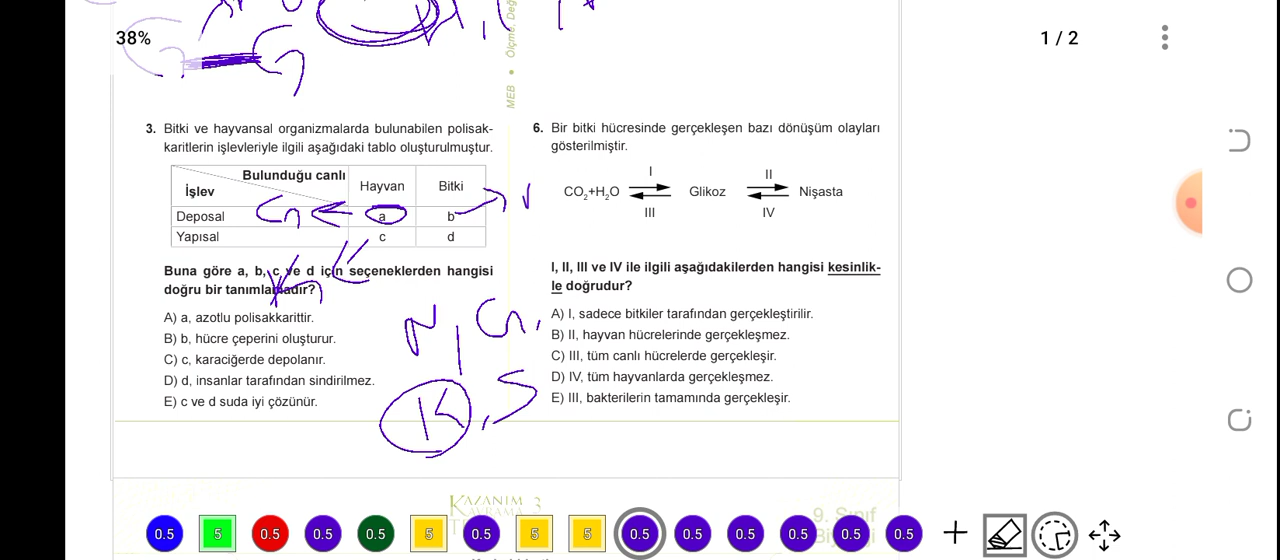 38%
1 / 2
MEB • Ölçme, Değ
3. Bitki ve hayvansal organizmalarda bulunabilen polisak-
karitlerin işlevleriyle ilgili aşağıdaki tablo oluşturulmuştur.
Bulunduğu canlı
İşlev
Hayvan
Bitki
Deposal
a
b
Yapısal
c
d
Buna göre a, b, c ve d için seçeneklerden hangisi
doğru bir tanımlamadır?
A) a, azotlu polisakkarittir.
B) b, hücre çeperini oluşturur.
C) c, karaciğerde depolanır.
D) d, insanlar tarafından sindirilmez.
E) c ve d suda iyi çözünür.
N, G,
K, S
6. Bir bitki hücresinde gerçekleşen bazı dönüşüm olayları
gösterilmiştir.
I
II
CO2+H2O
Glikoz
Nişasta
III
IV
I, II, III ve IV ile ilgili aşağıdakilerden hangisi kesinlik-
le doğrudur?
A) I, sadece bitkiler tarafından gerçekleştirilir.
B) II, hayvan hücrelerinde gerçekleşmez.
C) III, tüm canlı hücrelerde gerçekleşir.
D) IV, tüm hayvanlarda gerçekleşmez.
E) III, bakterilerin tamamında gerçekleşir.
KAZANIM 3
KAVRAMA
9. Sınıf
0.5 5 0.5 0.5 0.5 5 0.5 5 5 0.5 0.5 0.5 0.5 0.5 0.5